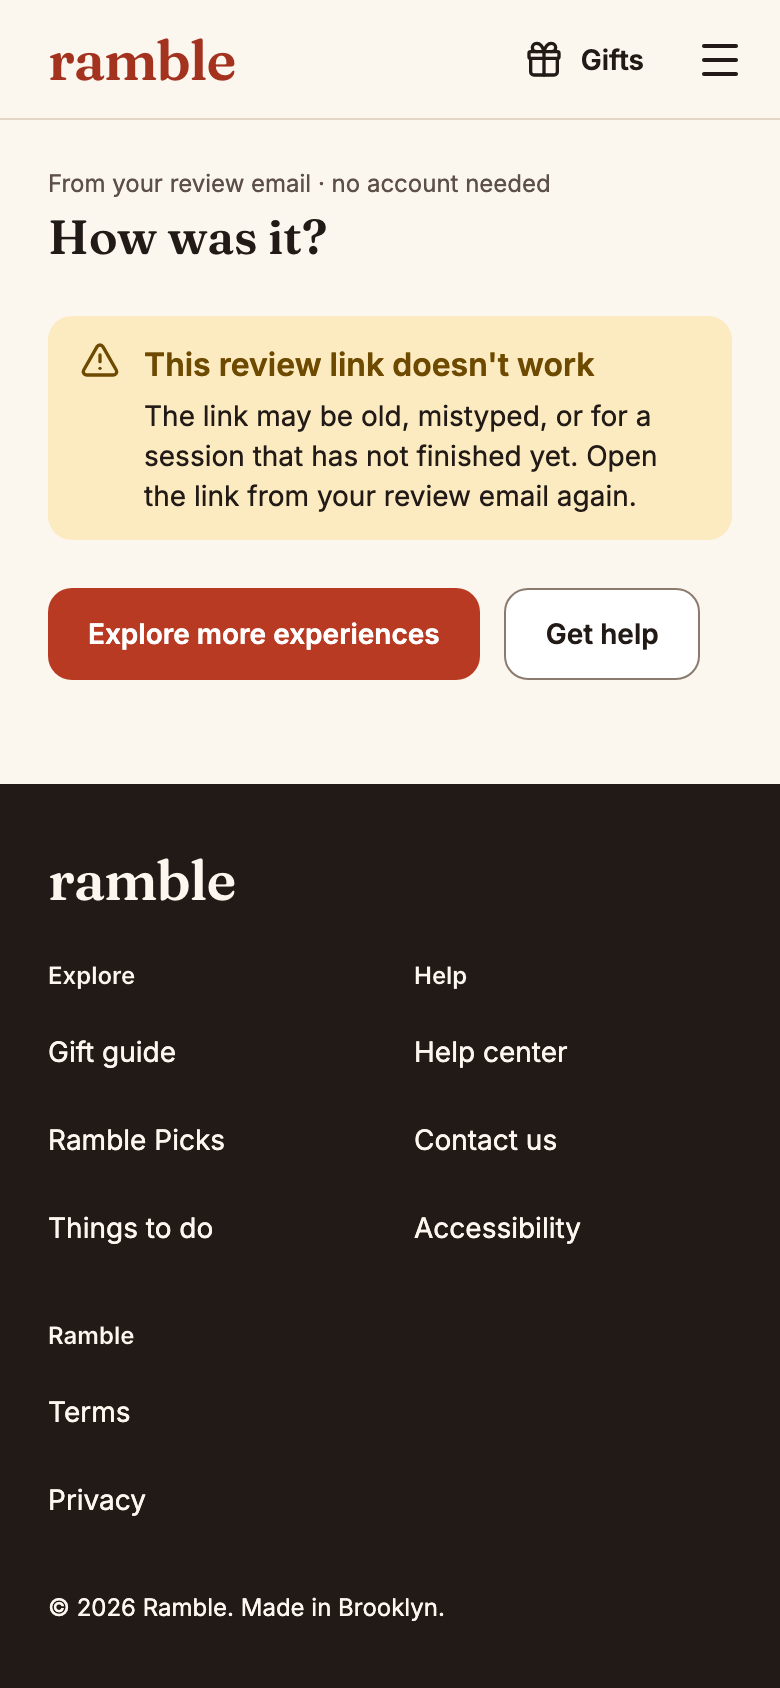 ramble
Gifts
From your review email · no account needed
How was it?
This review link doesn't work
The link may be old, mistyped, or for a
session that has not finished yet. Open
the link from your review email again.
Explore more experiences
Get help
ramble
Explore
Gift guide
Ramble Picks
Things to do
Help
Help center
Contact us
Accessibility
Ramble
Terms
Privacy
© 2026 Ramble. Made in Brooklyn.